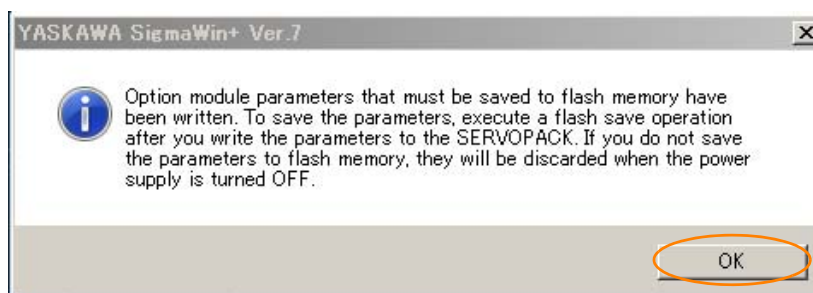 YASKAWA SigmaWin+ Ver.7
Option module parameters that must be saved to flash memory have
been written. To save the parameters, execute a flash save operation
after you write the parameters to the SERVOPACK. If you do not save
the parameters to flash memory, they will be discarded when the power
supply is turned OFF.
OK